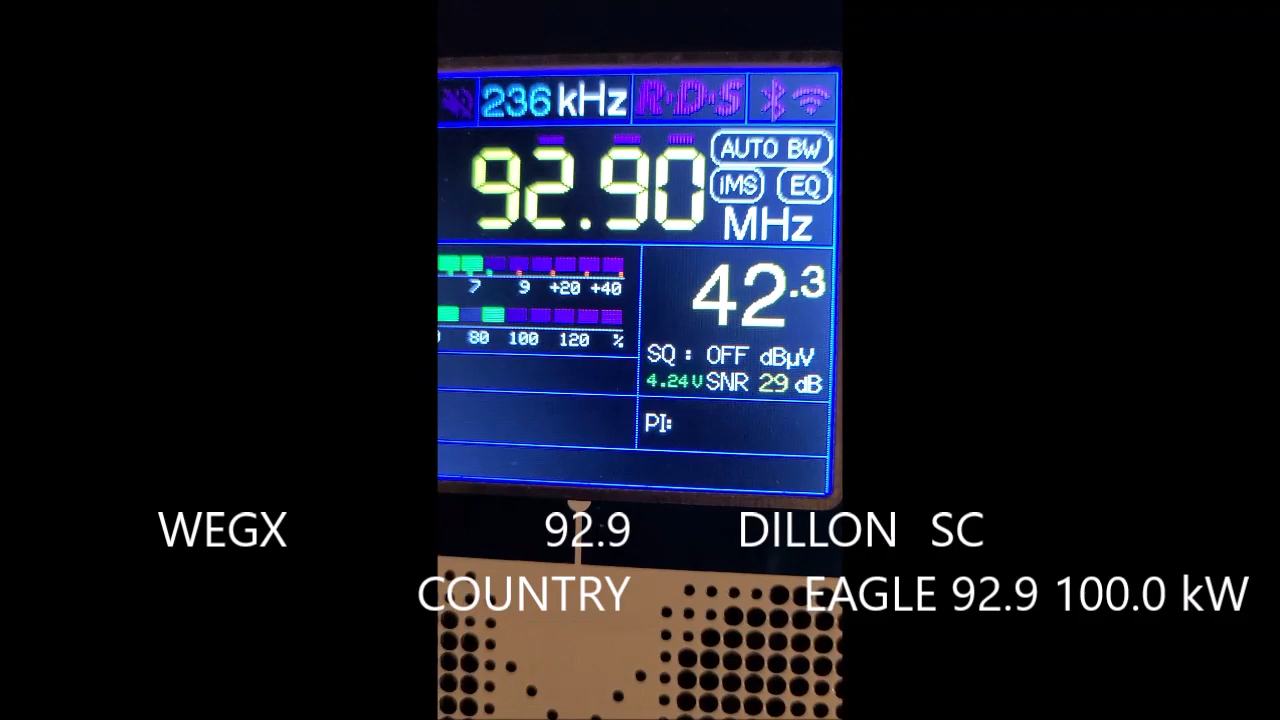 236 kHz R·D·S
92.90 AUTO BW
iMS EQ
MHz
7 9 +20 +40
42.3
80 100 120 %
SQ : OFF dBµV
4.24V SNR 29 dB
PI:
WEGX 92.9 DILLON SC
COUNTRY EAGLE 92.9 100.0 kW